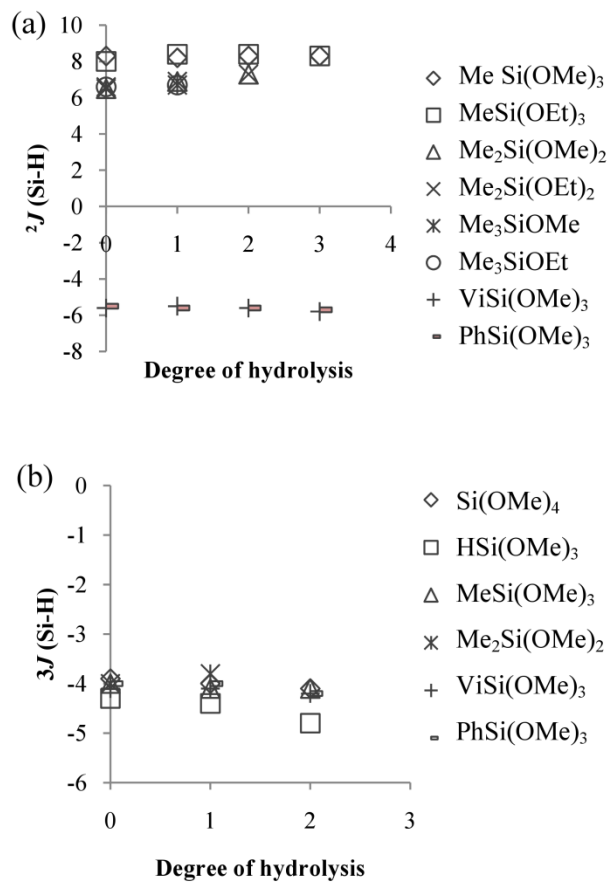 (a)
10
8
6
4
2
0
-2
-4
-6
-8
²J (Si-H)
0 1 2 3 4
Degree of hydrolysis
Me Si(OMe)₃
MeSi(OEt)₃
Me₂Si(OMe)₂
Me₂Si(OEt)₂
Me₃SiOMe
Me₃SiOEt
ViSi(OMe)₃
PhSi(OMe)₃
(b)
0
-1
-2
-3
-4
-5
-6
3J (Si-H)
0 1 2 3
Degree of hydrolysis
Si(OMe)₄
HSi(OMe)₃
MeSi(OMe)₃
Me₂Si(OMe)₂
ViSi(OMe)₃
PhSi(OMe)₃